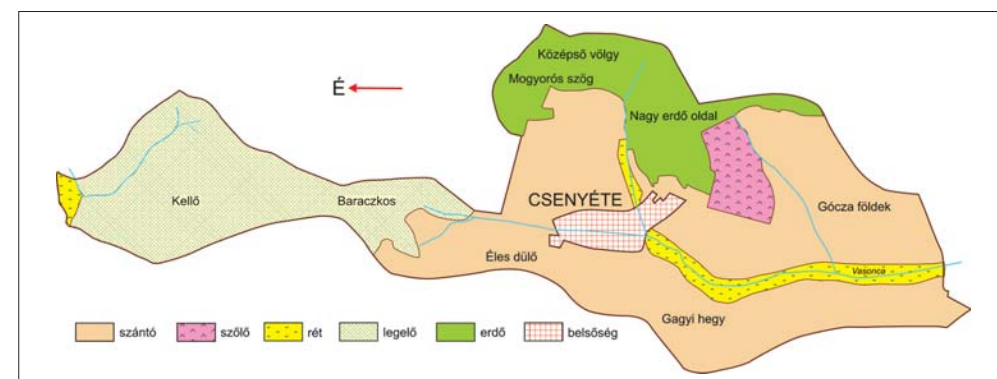 Középső völgy
Mogyorós szög
É
Nagy erdő oldal
CSENYÉTE
Kellő
Baraczkos
Gócza földek
Éles dülő
Vasonca
Gagyi hegy
szántó
szőlő
rét
legelő
erdő
belsőség